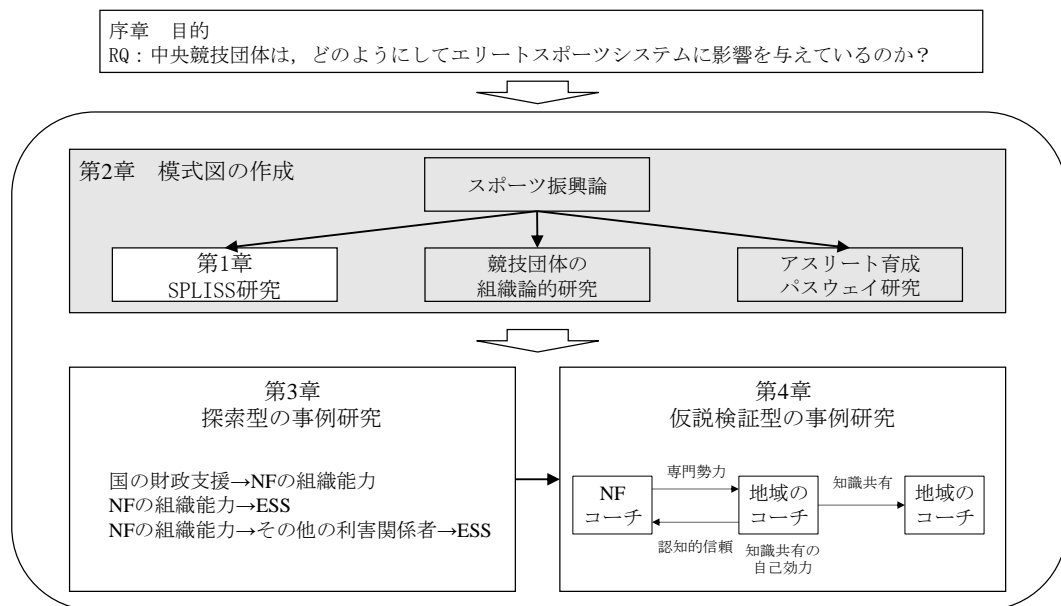 序章　目的
RQ：中央競技団体は，どのようにしてエリートスポーツシステムに影響を与えているのか？
第2章　模式図の作成
スポーツ振興論
第1章
SPLISS研究
競技団体の
組織論的研究
アスリート育成
パスウェイ研究
第3章
探索型の事例研究
国の財政支援→NFの組織能力
NFの組織能力→ESS
NFの組織能力→その他の利害関係者→ESS
第4章
仮説検証型の事例研究
専門勢力
知識共有
NF
コーチ
地域の
コーチ
地域の
コーチ
認知的信頼
知識共有の
自己効力